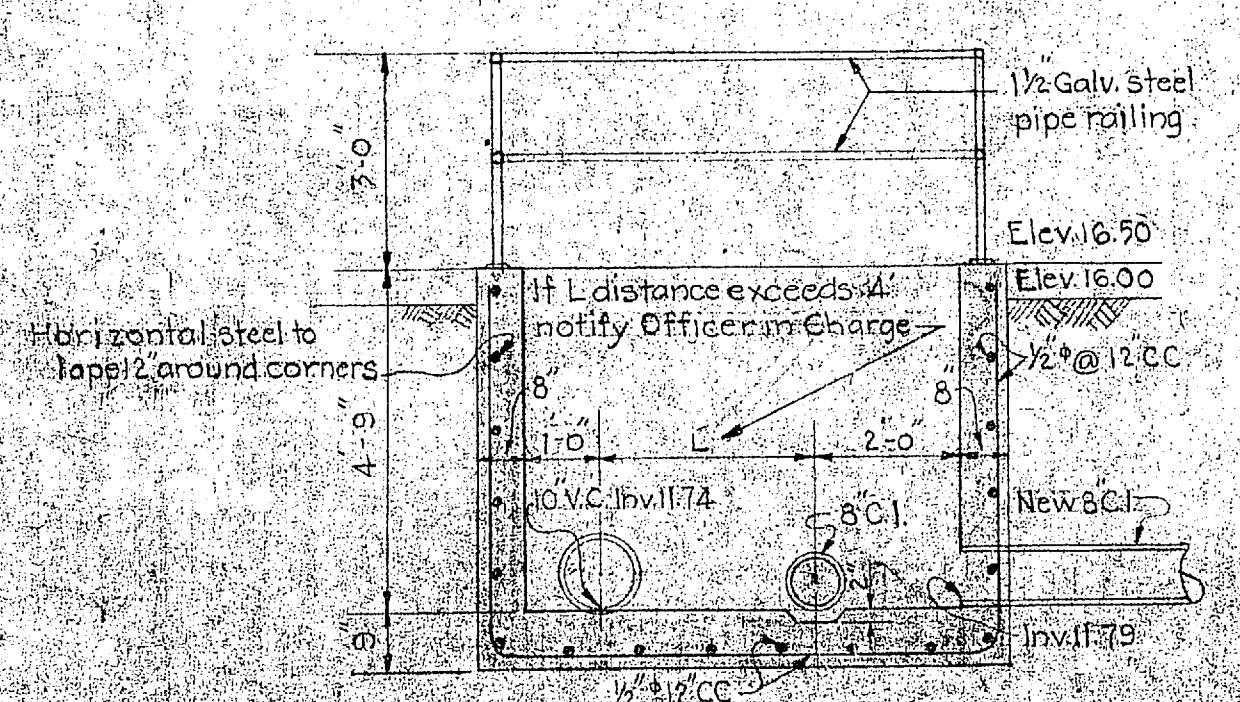 1½" Galv. steel
pipe railing
3'-0"
Elev. 16.50
Elev. 16.00
If L distance exceeds 4'
notify Officer in Charge
Horizontal steel to
lap 12" around corners
½" φ @ 12" CC
8"
8"
4'-9"
1'-0"
L
2'-0"
10" V.C. Inv. 11.74
8" C.I.
New 8" C.I.
2"
9"
Inv. 11.79
½" φ 12" CC